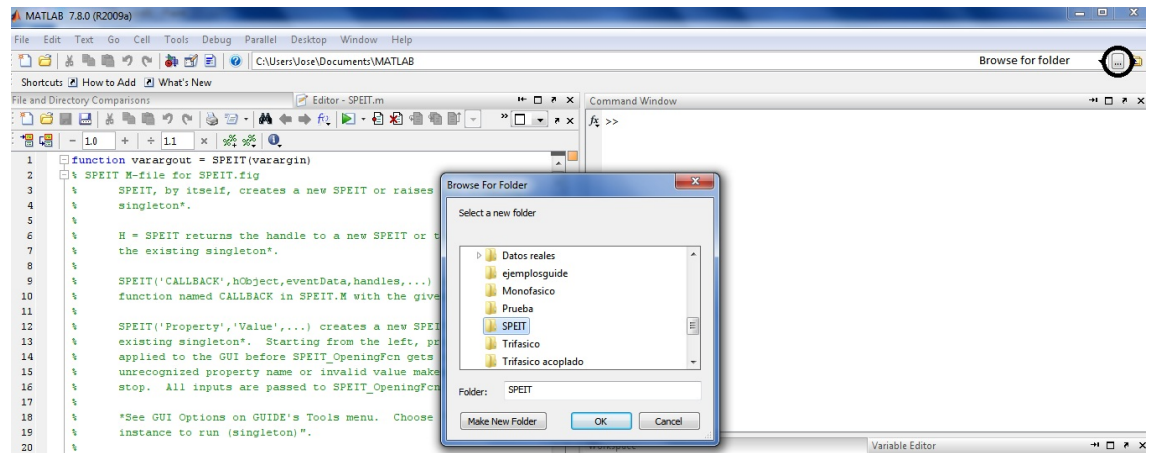 MATLAB 7.8.0 (R2009a)
File Edit Text Go Cell Tools Debug Parallel Desktop Window Help
C:\Users\Jose\Documents\MATLAB
Browse for folder
...
Shortcuts How to Add What's New
File and Directory Comparisons
Editor - SPEIT.m
Command Window
fx >>
- 1.0 + ÷ 1.1 ×
1 function varargout = SPEIT(varargin)
2 % SPEIT M-file for SPEIT.fig
3 % SPEIT, by itself, creates a new SPEIT or raises
4 % singleton*.
5 %
6 % H = SPEIT returns the handle to a new SPEIT or t
7 % the existing singleton*.
8 %
9 % SPEIT('CALLBACK',hObject,eventData,handles,...)
10 % function named CALLBACK in SPEIT.M with the give
11 %
12 % SPEIT('Property','Value',...) creates a new SPEI
13 % existing singleton*. Starting from the left, pr
14 % applied to the GUI before SPEIT_OpeningFcn gets
15 % unrecognized property name or invalid value make
16 % stop. All inputs are passed to SPEIT_OpeningFcn
17 %
18 % *See GUI Options on GUIDE's Tools menu. Choose
19 % instance to run (singleton)".
20 %
Browse For Folder
Select a new folder
Datos reales
ejemplosguide
Monofasico
Prueba
SPEIT
Trifasico
Trifasico acoplado
Folder: SPEIT
Make New Folder OK Cancel
Workspace
Variable Editor